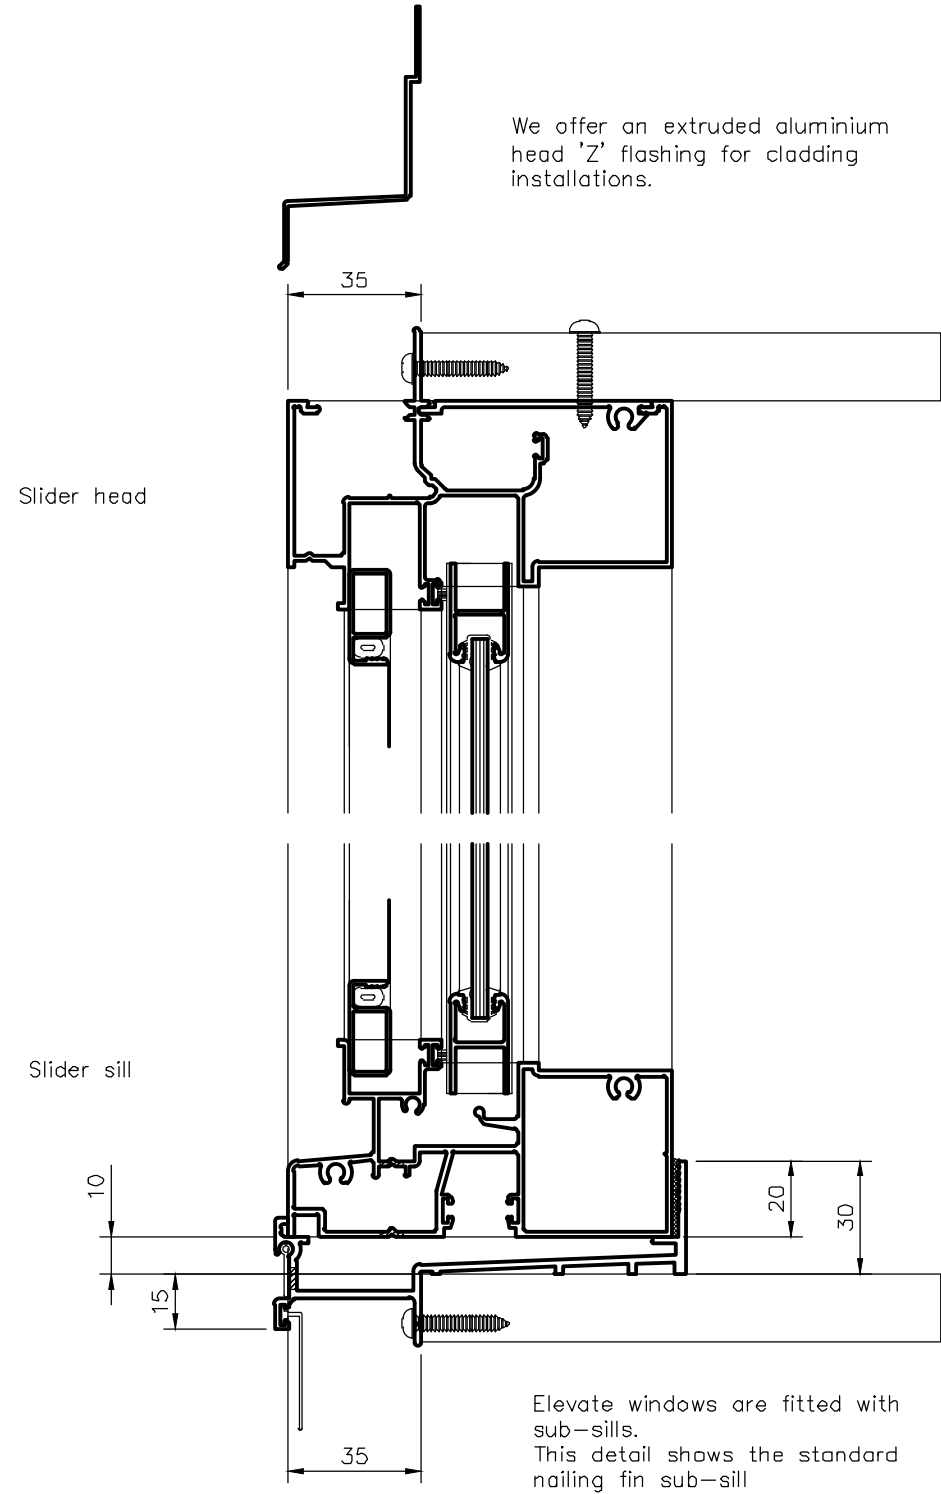 We offer an extruded aluminium
head 'Z' flashing for cladding
installations.
35
Slider head
Slider sill
10
20
30
15
35
Elevate windows are fitted with
sub-sills.
This detail shows the standard
nailing fin sub-sill